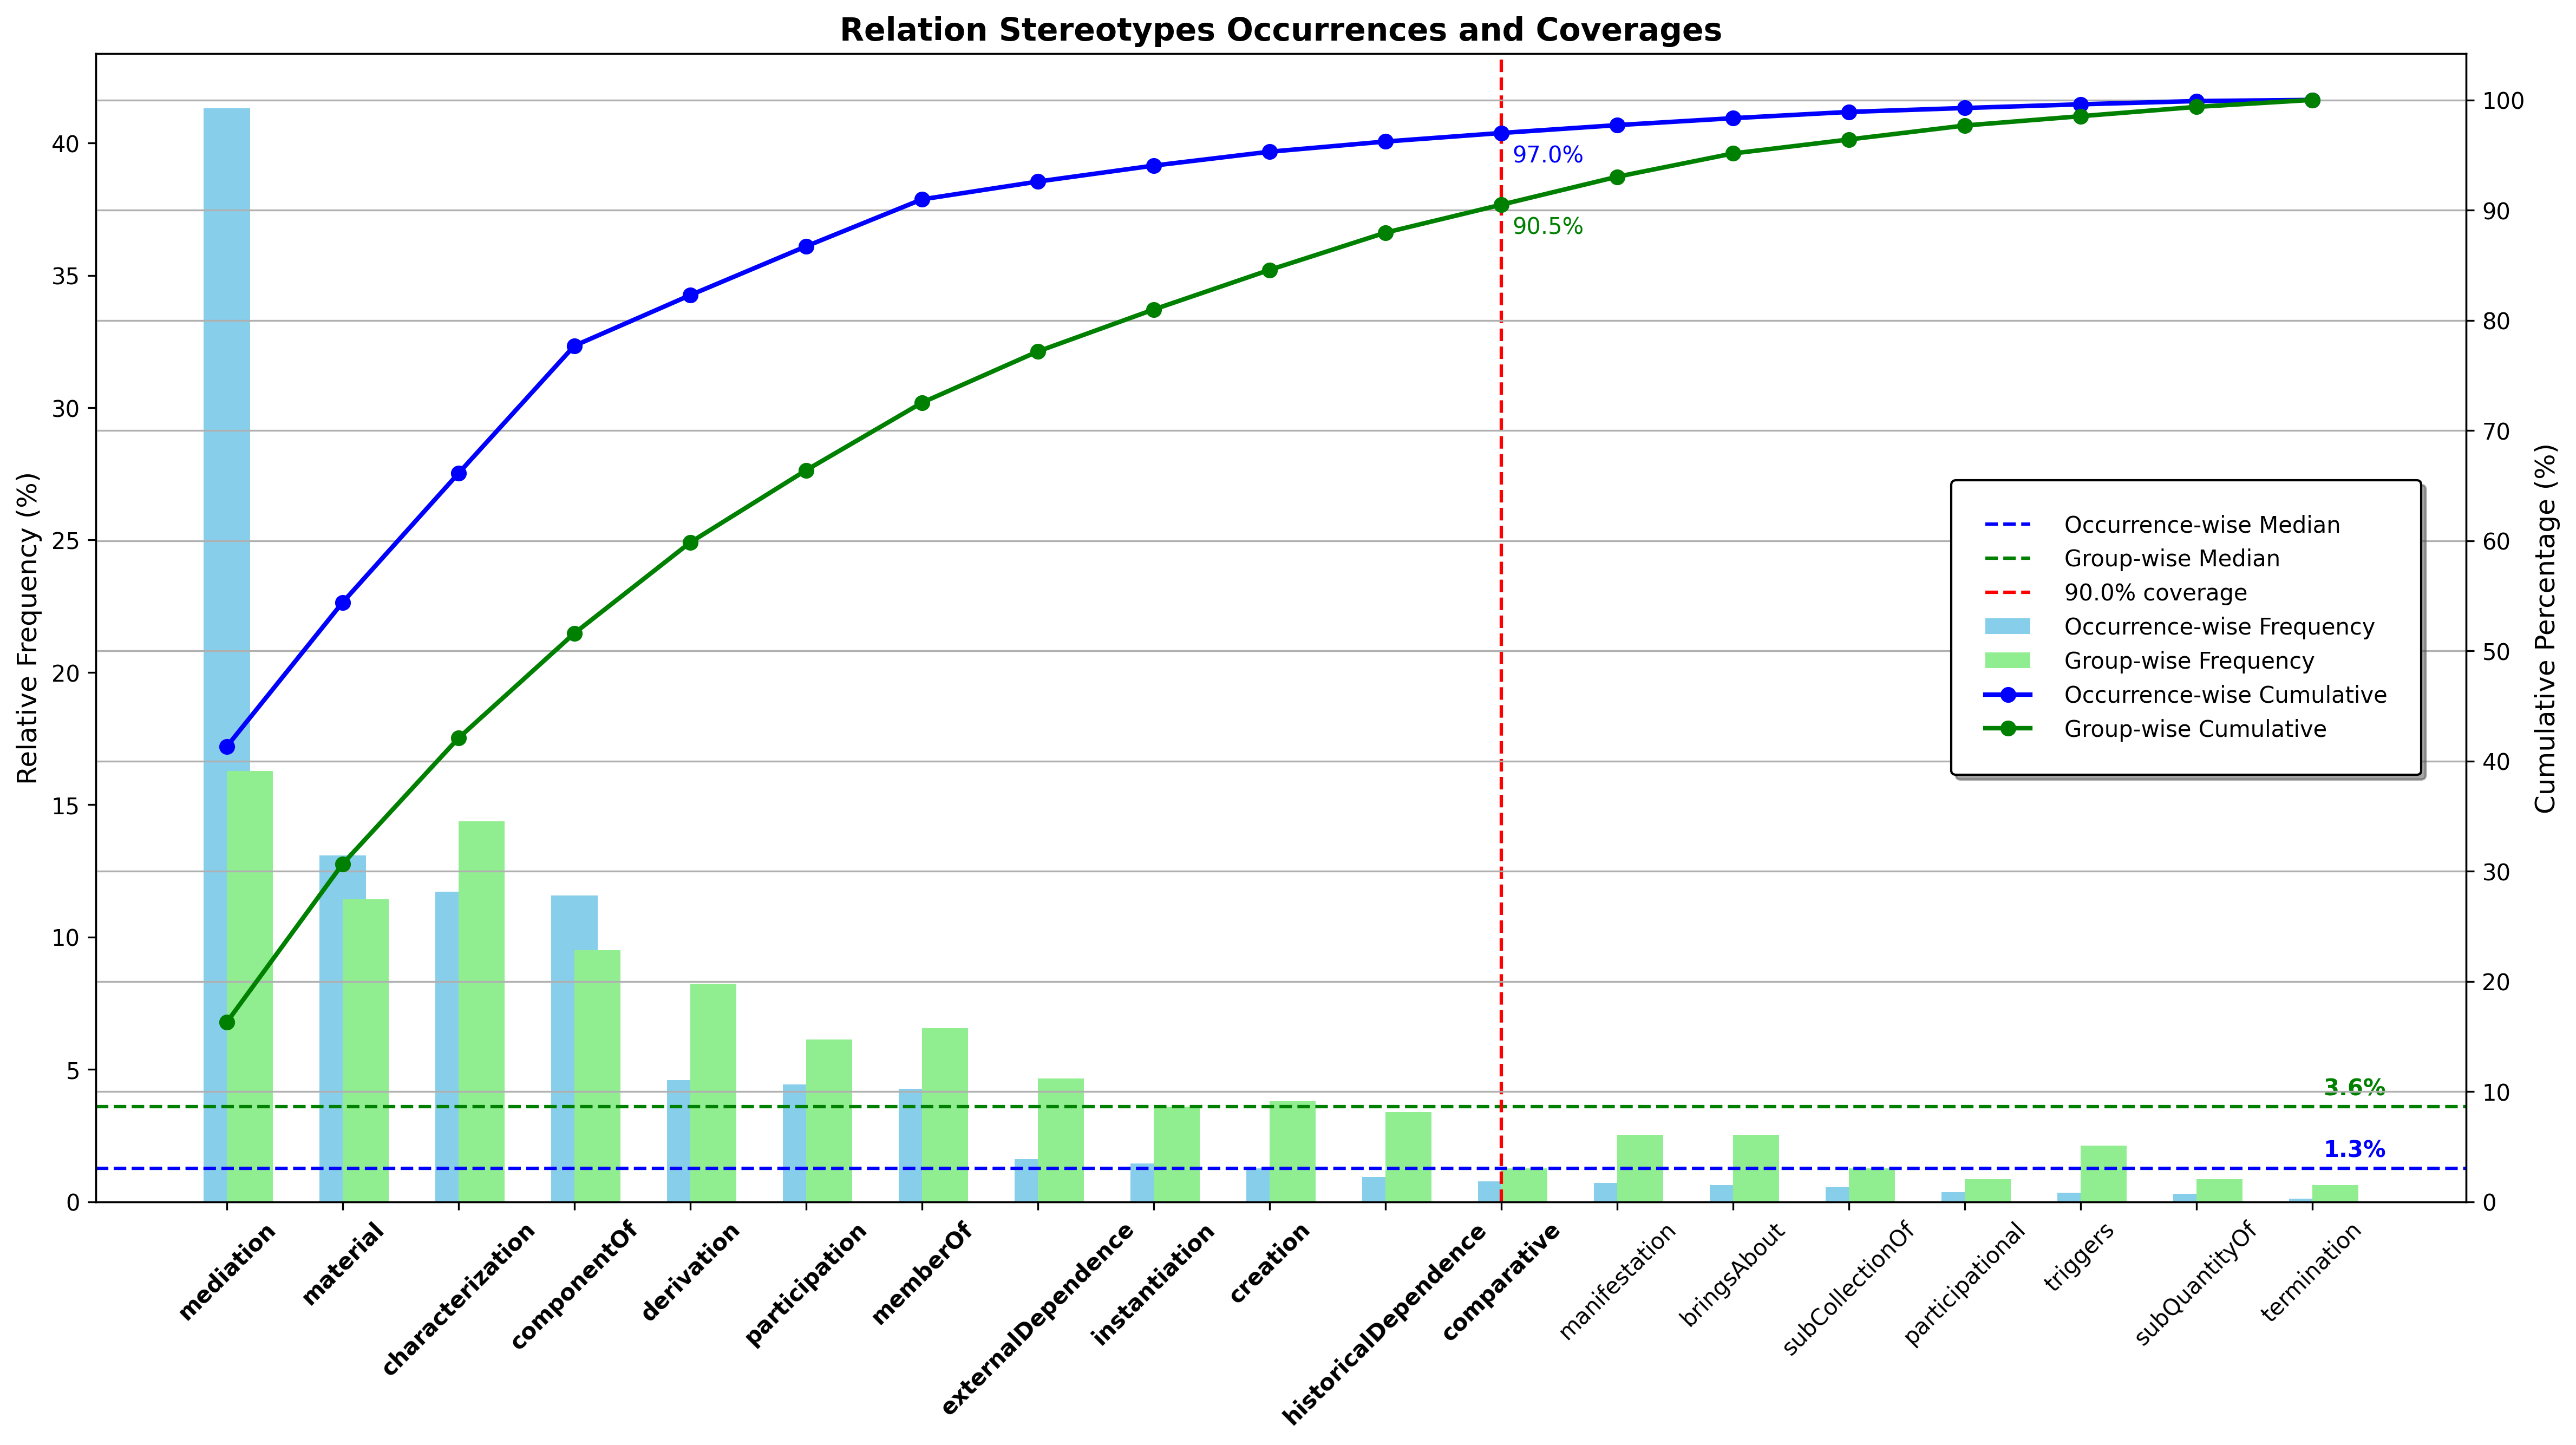 Relation Stereotypes Occurrences and Coverages
Relative Frequency (%)
40
35
30
25
20
15
10
5
0
97.0%
90.5%
3.6%
1.3%
Occurrence-wise Median
Group-wise Median
90.0% coverage
Occurrence-wise Frequency
Group-wise Frequency
Occurrence-wise Cumulative
Group-wise Cumulative
100
90
80
70
60
50
40
30
20
10
0
Cumulative Percentage (%)
mediation
material
characterization
componentOf
derivation
participation
memberOf
externalDependence
instantiation
creation
historicalDependence
comparative
manifestation
bringsAbout
subCollectionOf
participational
triggers
subQuantityOf
termination